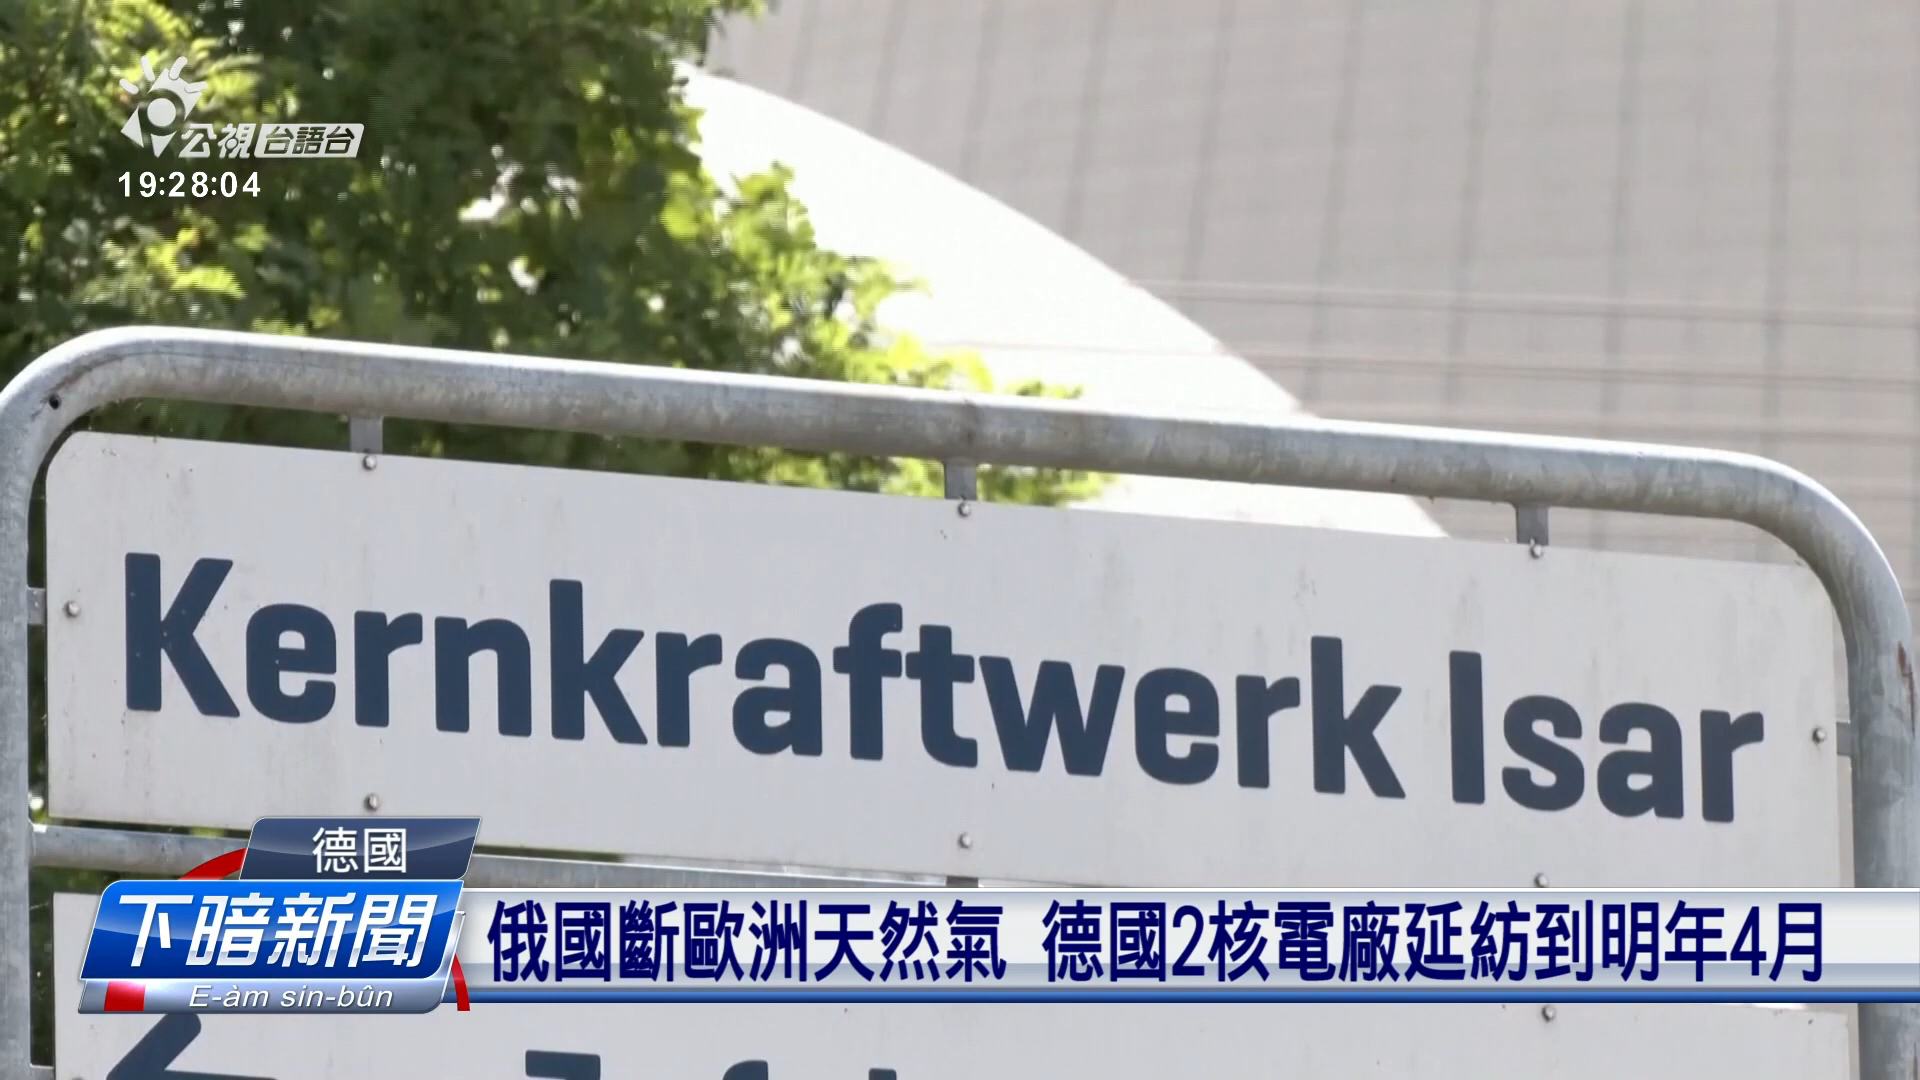 公視台語台
19:28:04
Kernkraftwerk Isar
德國
下暗新聞
E-àm sin-bûn
俄國斷歐洲天然氣 德國2核電廠延紡到明年4月